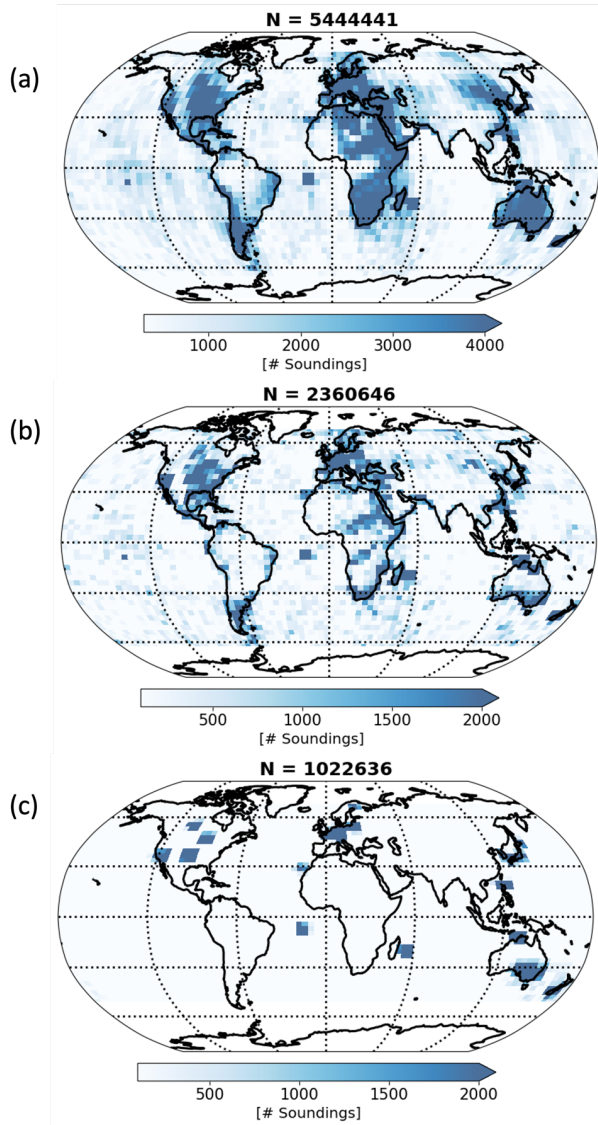 N = 5444441
(a)
1000 2000 3000 4000
[# Soundings]
N = 2360646
(b)
500 1000 1500 2000
[# Soundings]
N = 1022636
(c)
500 1000 1500 2000
[# Soundings]